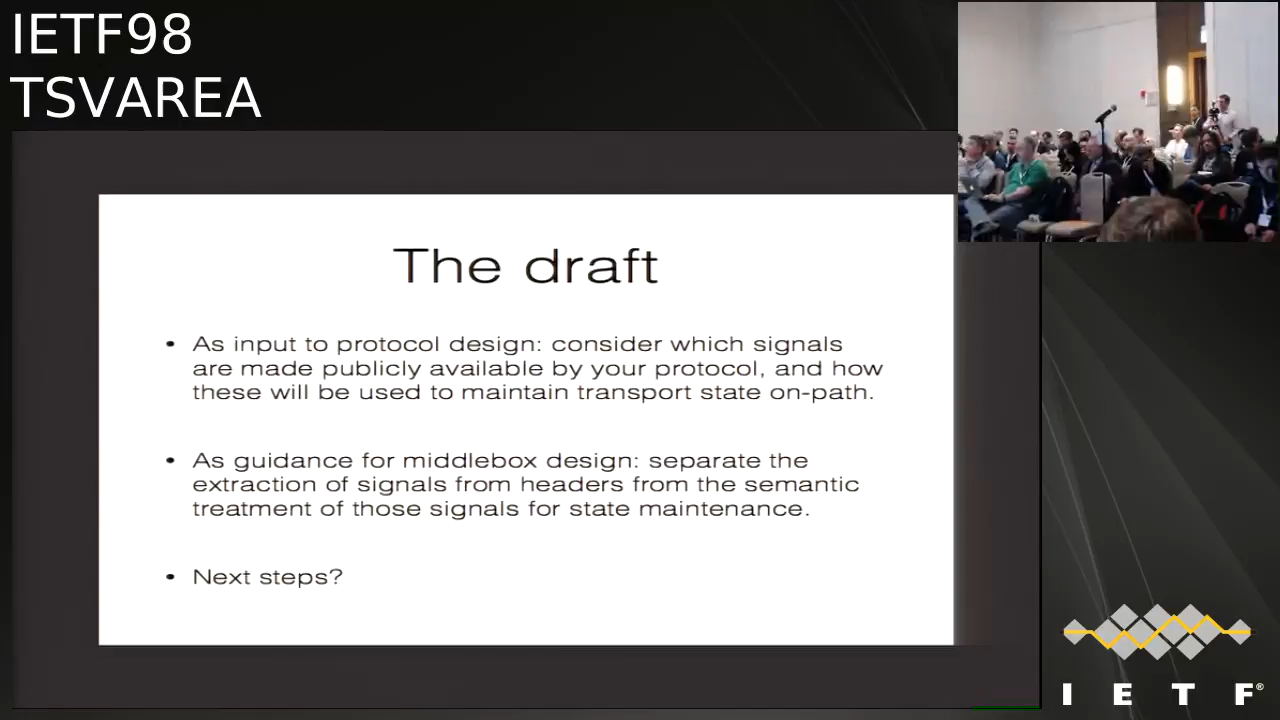 IETF98
TSVAREA
The draft
• As input to protocol design: consider which signals
are made publicly available by your protocol, and how
these will be used to maintain transport state on-path.
• As guidance for middlebox design: separate the
extraction of signals from headers from the semantic
treatment of those signals for state maintenance.
• Next steps?
I E T F®